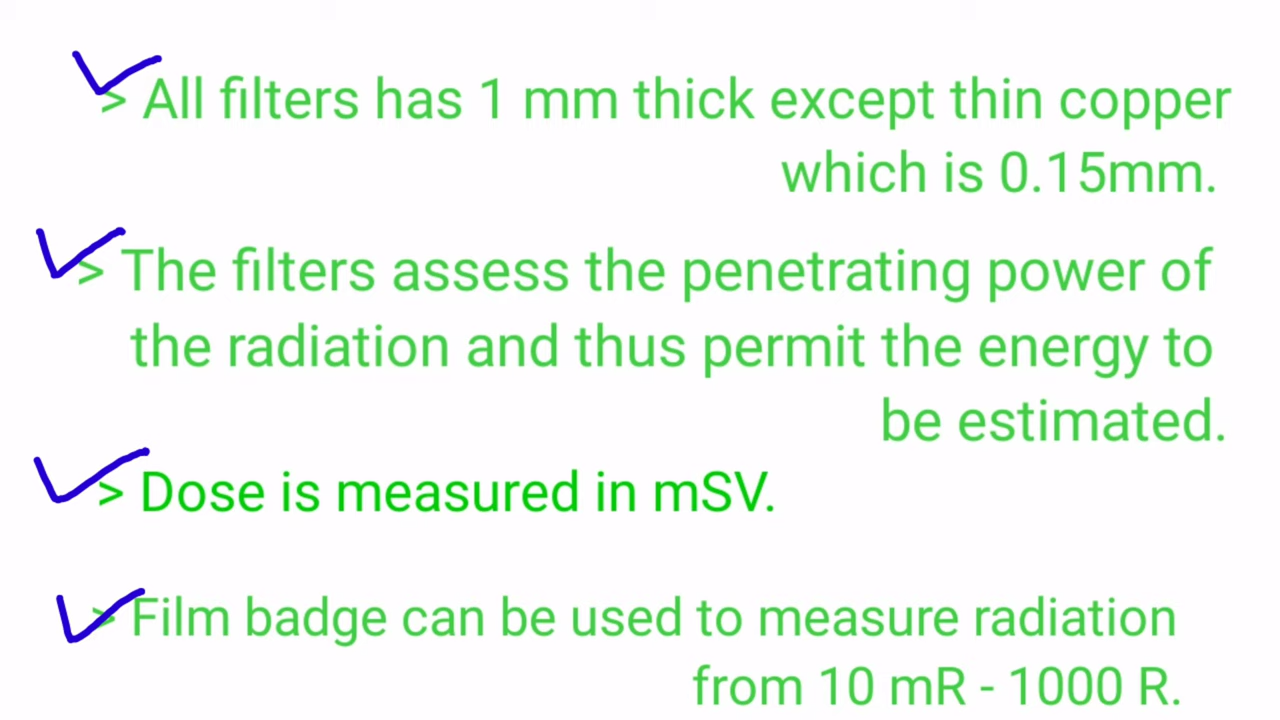 > All filters has 1 mm thick except thin copper
which is 0.15mm.
> The filters assess the penetrating power of
the radiation and thus permit the energy to
be estimated.
> Dose is measured in mSV.
> Film badge can be used to measure radiation
from 10 mR - 1000 R.